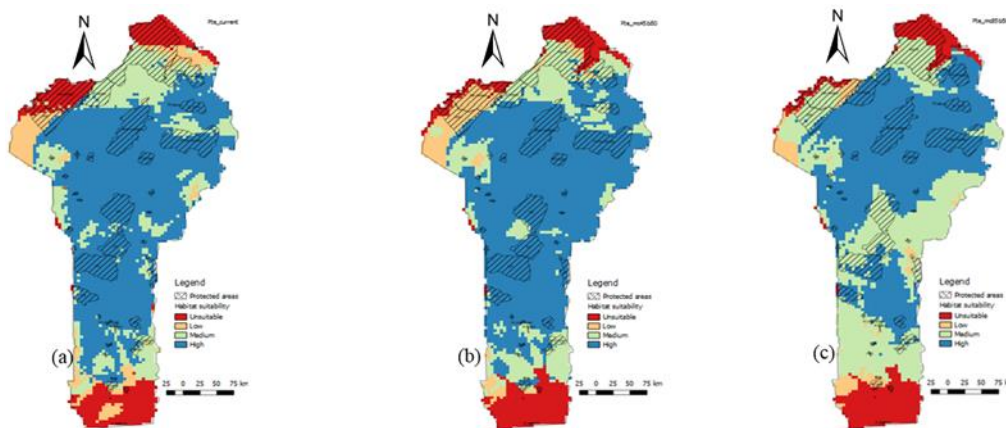 N
Pta_current
Legend
Protected areas
Habitat suitability
Unsuitable
Low
Medium
High
(a)
25 0 25 50 75 km
N
Legend
Protected areas
Habitat suitability
Unsuitable
Low
Medium
High
(b)
25 0 25 50 75 km
N
Legend
Protected areas
Habitat suitability
Unsuitable
Low
Medium
High
(c)
25 0 25 50 75 km